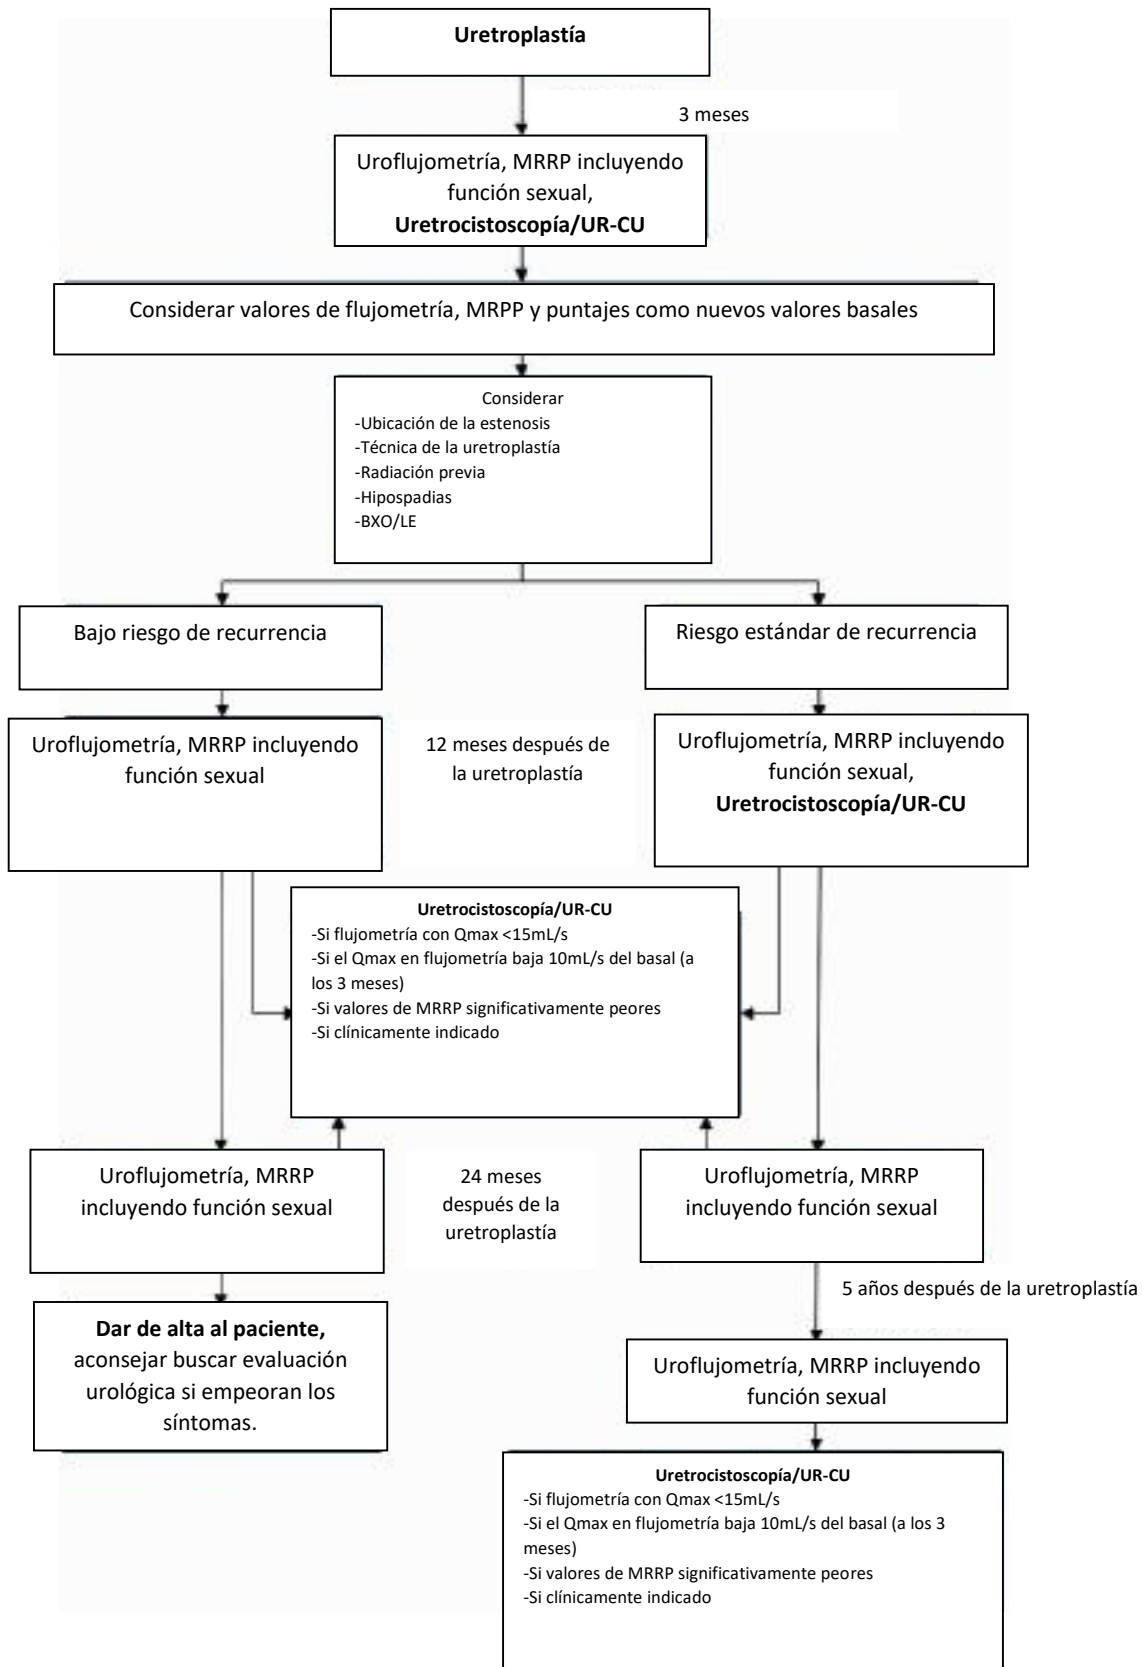 Uretroplastía
3 meses
Uroflujometría, MRRP incluyendo
función sexual,
Uretrocistoscopía/UR-CU
Considerar valores de flujometría, MRPP y puntajes como nuevos valores basales
Considerar
-Ubicación de la estenosis
-Técnica de la uretroplastía
-Radiación previa
-Hipospadias
-BXO/LE
Bajo riesgo de recurrencia
Riesgo estándar de recurrencia
Uroflujometría, MRRP incluyendo
función sexual
12 meses después de
la uretroplastía
Uroflujometría, MRRP incluyendo
función sexual,
Uretrocistoscopía/UR-CU
Uretrocistoscopía/UR-CU
-Si flujometría con Qmax <15mL/s
-Si el Qmax en flujometría baja 10mL/s del basal (a
los 3 meses)
-Si valores de MRRP significativamente peores
-Si clínicamente indicado
Uroflujometría, MRRP
incluyendo función sexual
24 meses
después de la
uretroplastía
Uroflujometría, MRRP
incluyendo función sexual
5 años después de la uretroplastía
Dar de alta al paciente,
aconsejar buscar evaluación
urológica si empeoran los
síntomas.
Uroflujometría, MRRP incluyendo
función sexual
Uretrocistoscopía/UR-CU
-Si flujometría con Qmax <15mL/s
-Si el Qmax en flujometría baja 10mL/s del basal (a los 3
meses)
-Si valores de MRRP significativamente peores
-Si clínicamente indicado